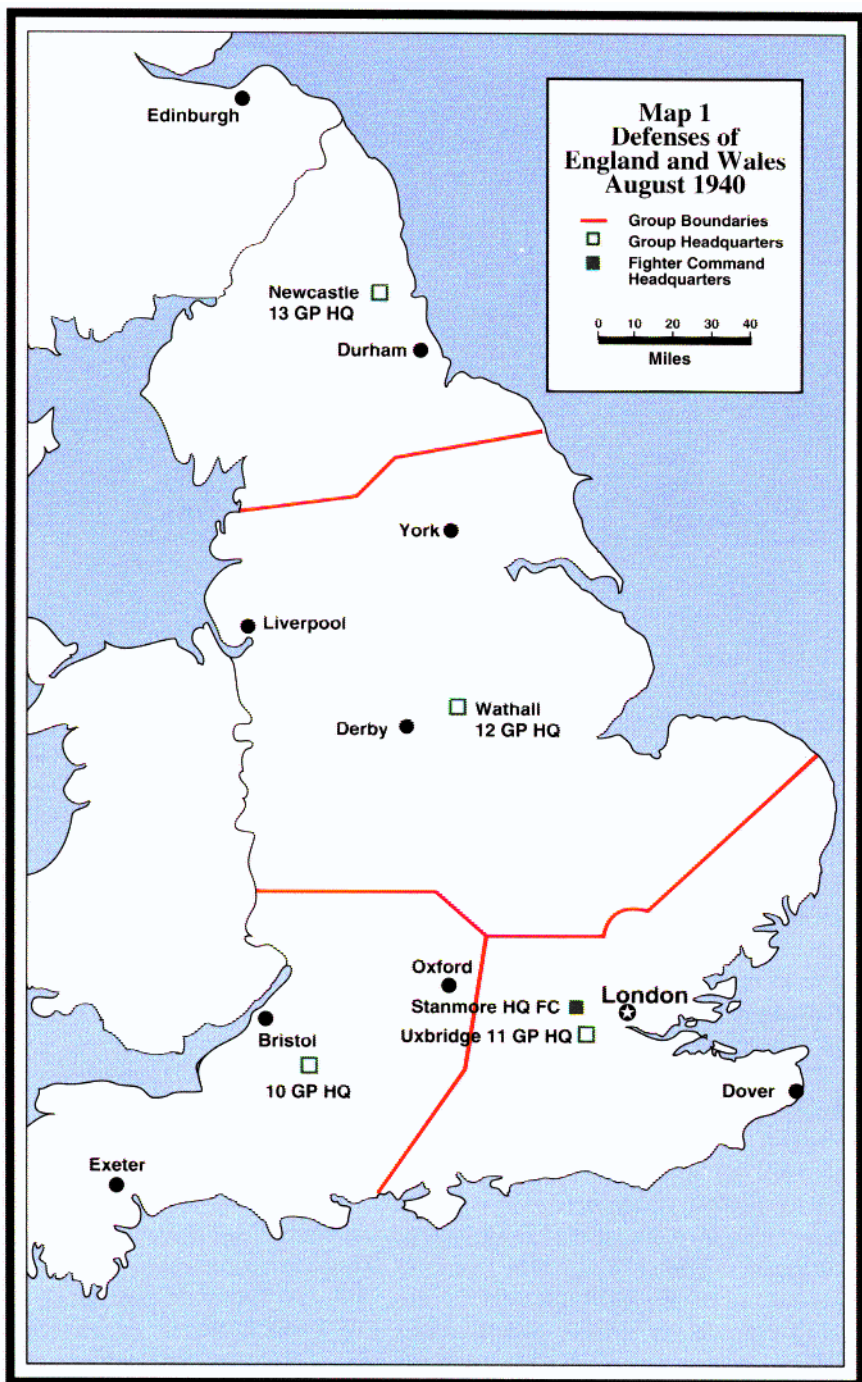 Map 1
Defenses of
England and Wales
August 1940
Group Boundaries
Group Headquarters
Fighter Command
Headquarters
0 10 20 30 40
Miles
Edinburgh
Newcastle
13 GP HQ
Durham
York
Liverpool
Wathall
12 GP HQ
Derby
Oxford
Stanmore HQ FC
London
Uxbridge 11 GP HQ
Bristol
10 GP HQ
Dover
Exeter